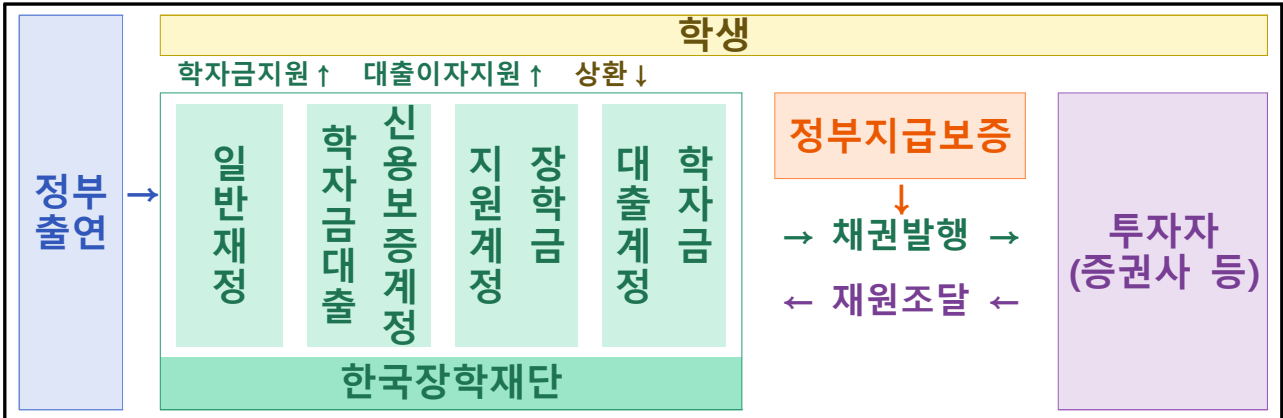 학생
학자금지원↑ 대출이자지원↑ 상환↓
정부
출연
→
일반재정
학자금대출
신용보증계정
지원계정
장학금
대출계정
학자금
한국장학재단
정부지급보증
↓
→ 채권발행 →
← 재원조달 ←
투자자
(증권사 등)